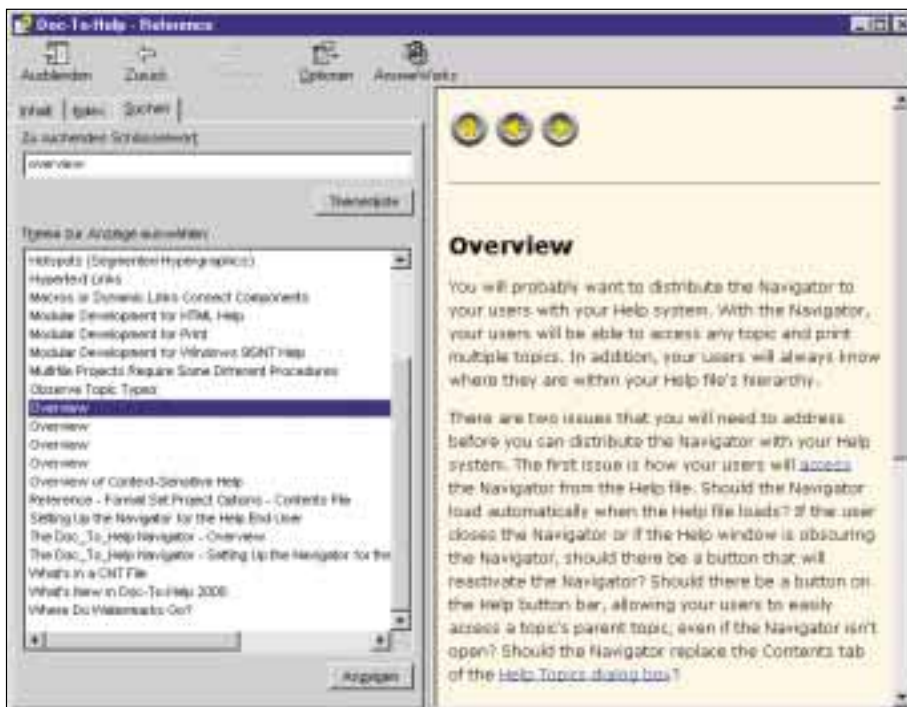 Doc-To-Help - Reference
Ausblenden Zurück Optionen AnswerWorks
Inhalt Index Suchen
Zu suchendes Schlüsselwort:
overview
Themenliste
Thema zur Anzeige auswählen:
Hotspots (Segmented Hypergraphics)
Hypertext Links
Macros or Dynamic Links Connect Components
Modular Development for HTML Help
Modular Development for Print
Modular Development for Windows 95/NT Help
Multifile Projects Require Some Different Procedures
Observe Topic Types
Overview
Overview
Overview
Overview
Overview of Context-Sensitive Help
Reference - Format Set Project Options - Contents File
Setting Up the Navigator for the Help End User
The Doc_To_Help Navigator - Overview
The Doc_To_Help Navigator - Setting Up the Navigator for the
What's in a CNT File
What's New in Doc-To-Help 2000
Where Do Watermarks Go?
Anzeigen
Overview
You will probably want to distribute the Navigator to
your users with your Help system. With the Navigator,
your users will be able to access any topic and print
multiple topics. In addition, your users will always know
where they are within your Help file's hierarchy.
There are two issues that you will need to address
before you can distribute the Navigator with your Help
system. The first issue is how your users will access
the Navigator from the Help file. Should the Navigator
load automatically when the Help file loads? If the user
closes the Navigator or if the Help window is obscuring
the Navigator, should there be a button that will
reactivate the Navigator? Should there be a button on
the Help button bar, allowing your users to easily
access a topic's parent topic, even if the Navigator isn't
open? Should the Navigator replace the Contents tab
of the Help Topics dialog box?